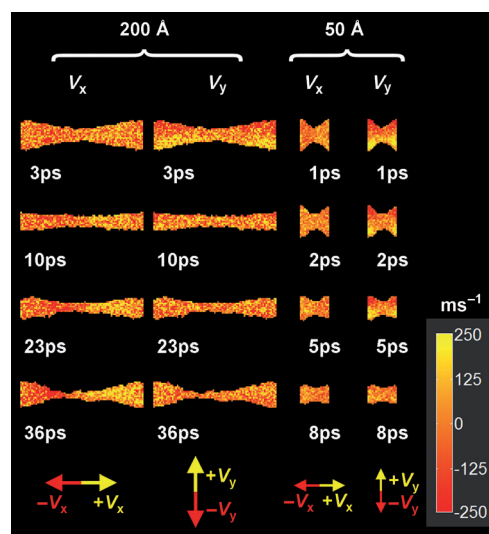 200 Å 50 Å
Vx Vy Vx Vy
3ps 3ps 1ps 1ps
10ps 10ps 2ps 2ps
ms⁻¹
23ps 23ps 5ps 5ps
250
125
0
-125
-250
36ps 36ps 8ps 8ps
+Vy
−Vy
−Vx +Vx
−Vx +Vx
+Vy
−Vy